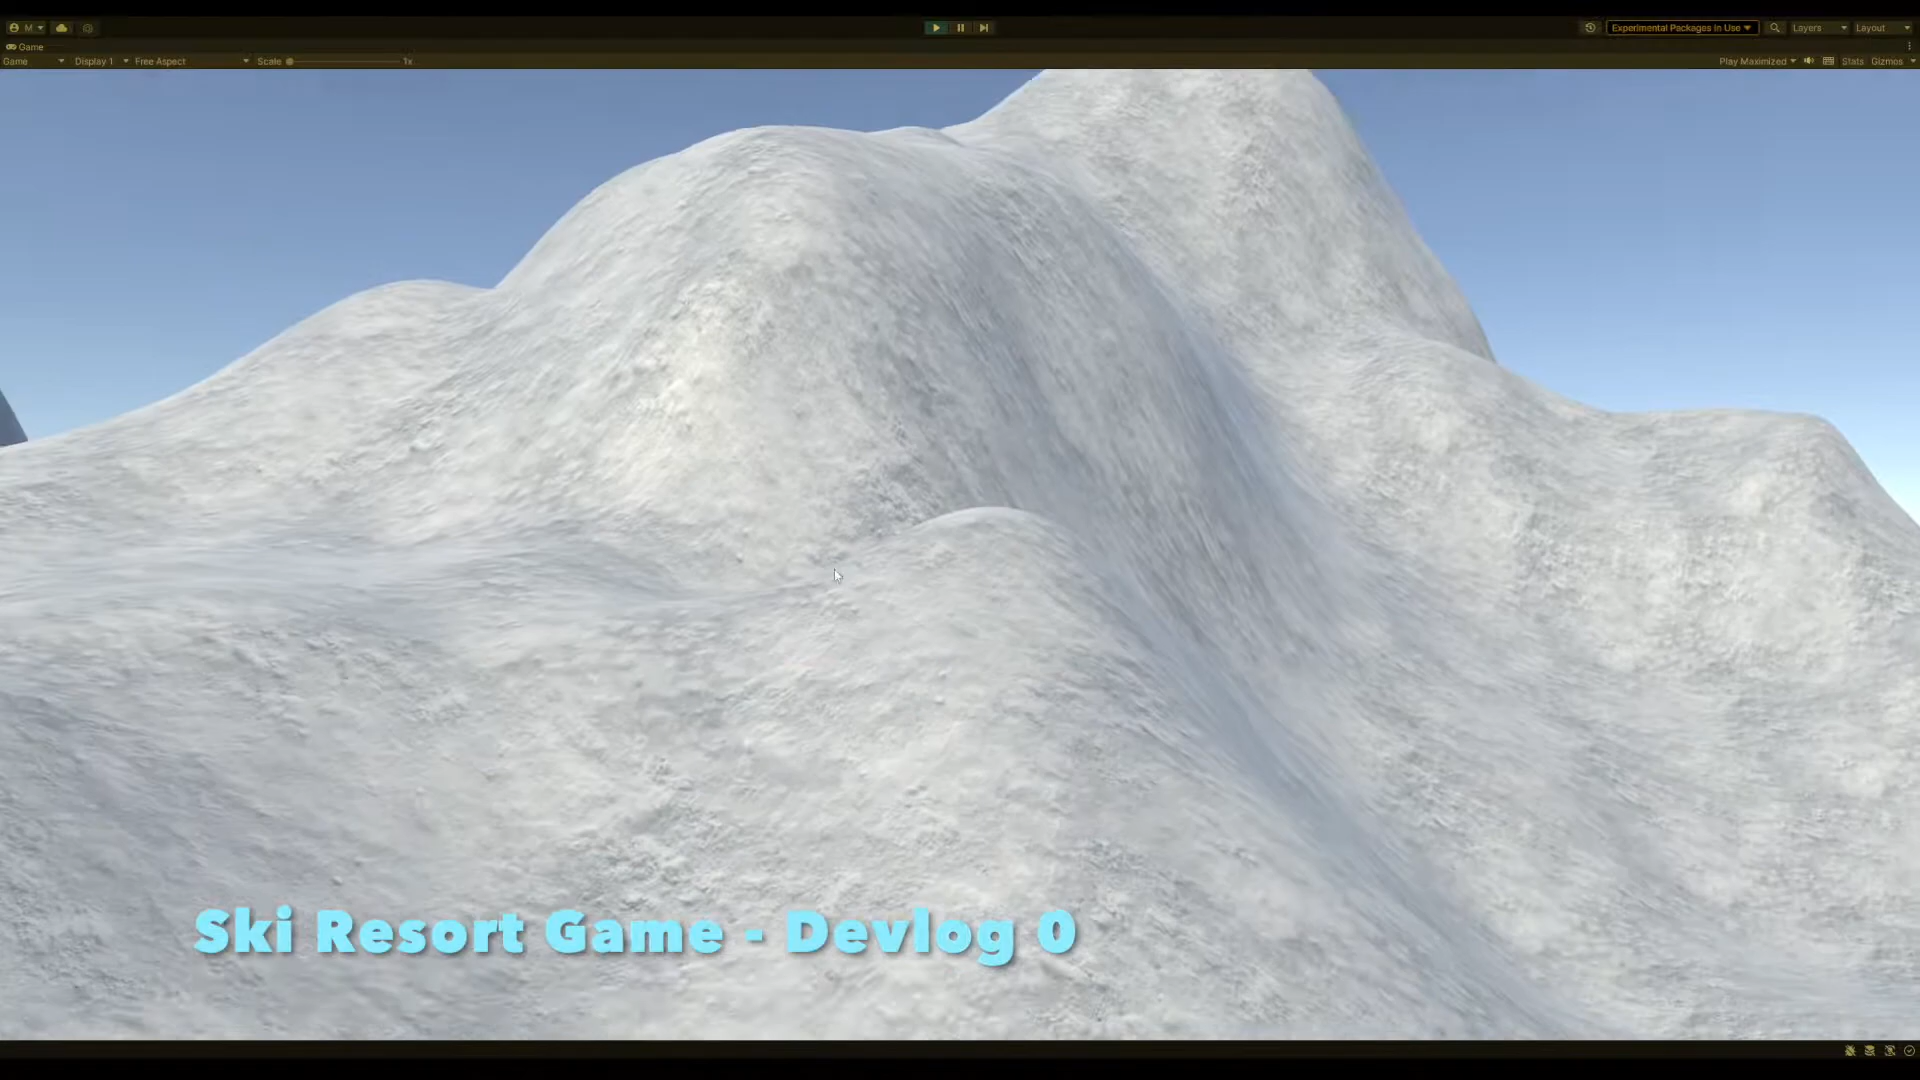 M
Experimental Packages In Use
Layers
Layout
Game
Game
Display 1
Free Aspect
Scale
1x
Play Maximized
Stats
Gizmos
Ski Resort Game - Devlog 0